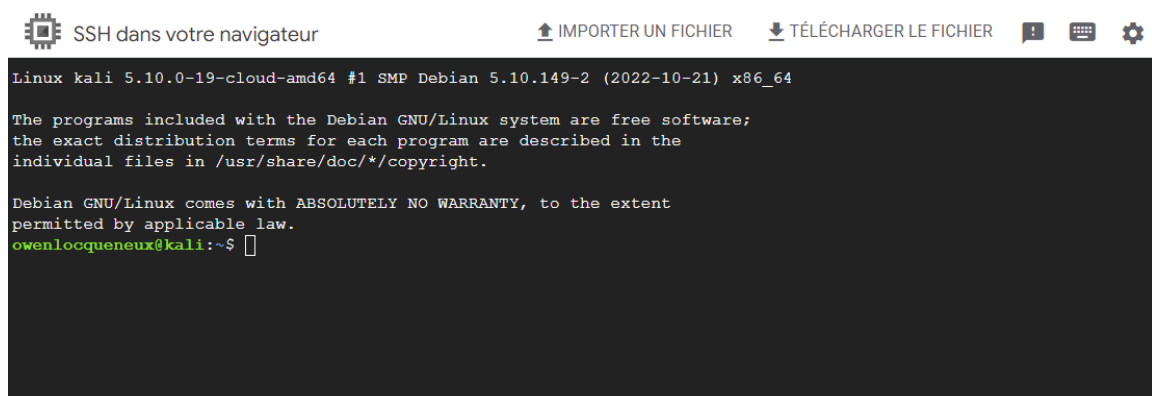 SSH dans votre navigateur
IMPORTER UN FICHIER
TÉLÉCHARGER LE FICHIER
Linux kali 5.10.0-19-cloud-amd64 #1 SMP Debian 5.10.149-2 (2022-10-21) x86_64
The programs included with the Debian GNU/Linux system are free software;
the exact distribution terms for each program are described in the
individual files in /usr/share/doc/*/copyright.
Debian GNU/Linux comes with ABSOLUTELY NO WARRANTY, to the extent
permitted by applicable law.
owenlocqueneux@kali:~$